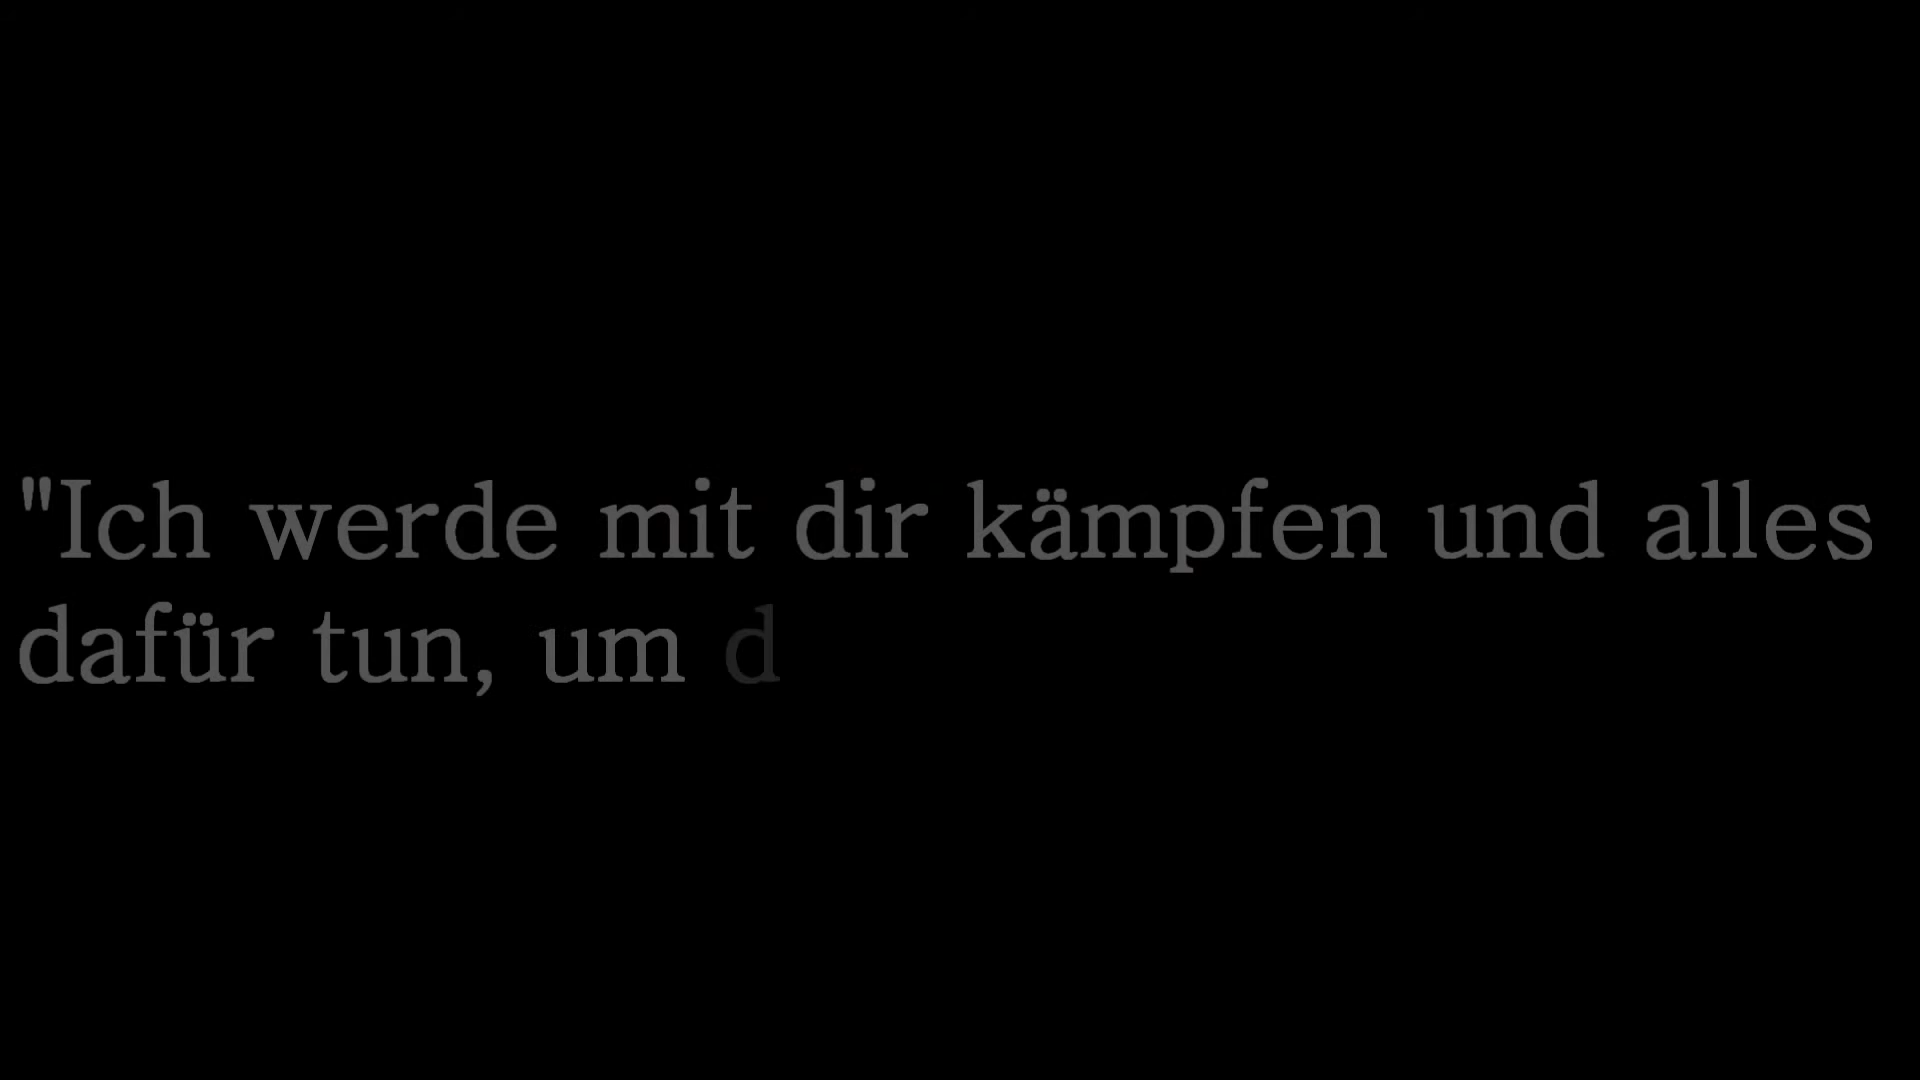 "Ich werde mit dir kämpfen und alles
dafür tun, um d